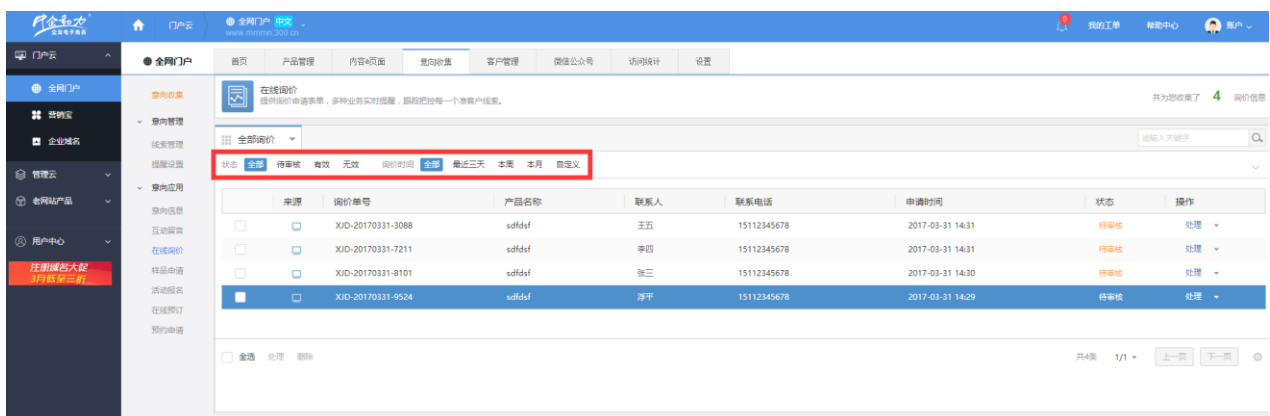 企业电子商务
门户云
全网门户 中文
www.mmmn.300.cn
我的工单 帮助中心 账户
门户云
全网门户
营销宝
企业域名
管理云
老网站产品
用户中心
注册域名大促
3月低至三折
全网门户
首页 产品管理 内容e页面 意向收集 客户管理 微信公众号 访问统计 设置
意向收集
意向管理
线索管理
提醒设置
意向应用
意向信息
互动留言
在线询价
样品申请
活动报名
在线预订
预约申请
在线询价
提供询价申请表单，多种业务实时提醒，跟踪把控每一个准客户线索。
共为您收集了 4 询价信息
全部询价
请输入关键字
状态 全部 待审核 有效 无效 询价时间 全部 最近三天 本周 本月 自定义
来源 询价单号 产品名称 联系人 联系电话 申请时间 状态 操作
XJD-20170331-3088 sdfdsf 王五 15112345678 2017-03-31 14:31 待审核 处理
XJD-20170331-7211 sdfdsf 李四 15112345678 2017-03-31 14:31 待审核 处理
XJD-20170331-8101 sdfdsf 张三 15112345678 2017-03-31 14:30 待审核 处理
XJD-20170331-9524 sdfdsf 淳平 15112345678 2017-03-31 14:29 待审核 处理
全选 处理 删除
共4条 1/1 上一页 下一页